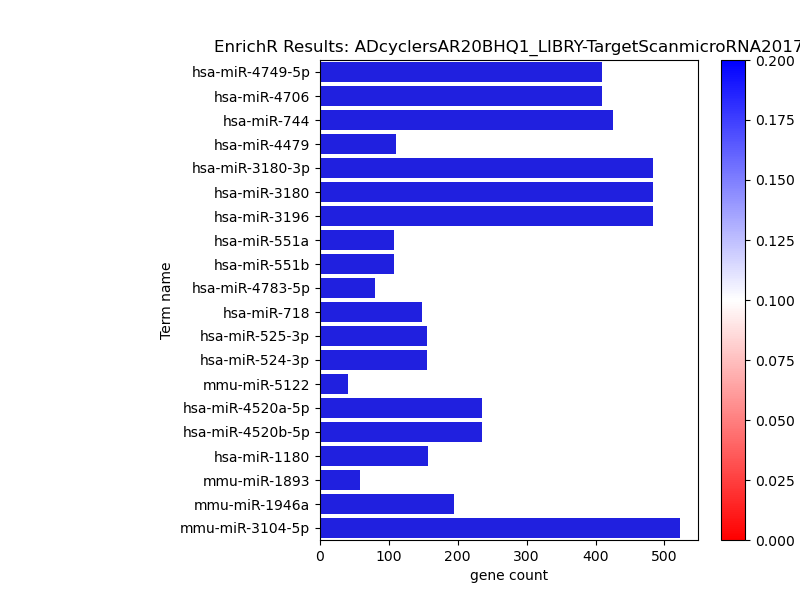 EnrichR Results: ADcyclersAR20BHQ1_LIBRY-TargetScanmicroRNA2017
Term name
hsa-miR-4749-5p
hsa-miR-4706
hsa-miR-744
hsa-miR-4479
hsa-miR-3180-3p
hsa-miR-3180
hsa-miR-3196
hsa-miR-551a
hsa-miR-551b
hsa-miR-4783-5p
hsa-miR-718
hsa-miR-525-3p
hsa-miR-524-3p
mmu-miR-5122
hsa-miR-4520a-5p
hsa-miR-4520b-5p
hsa-miR-1180
mmu-miR-1893
mmu-miR-1946a
mmu-miR-3104-5p
0 100 200 300 400 500
gene count
0.200
0.175
0.150
0.125
0.100
0.075
0.050
0.025
0.000